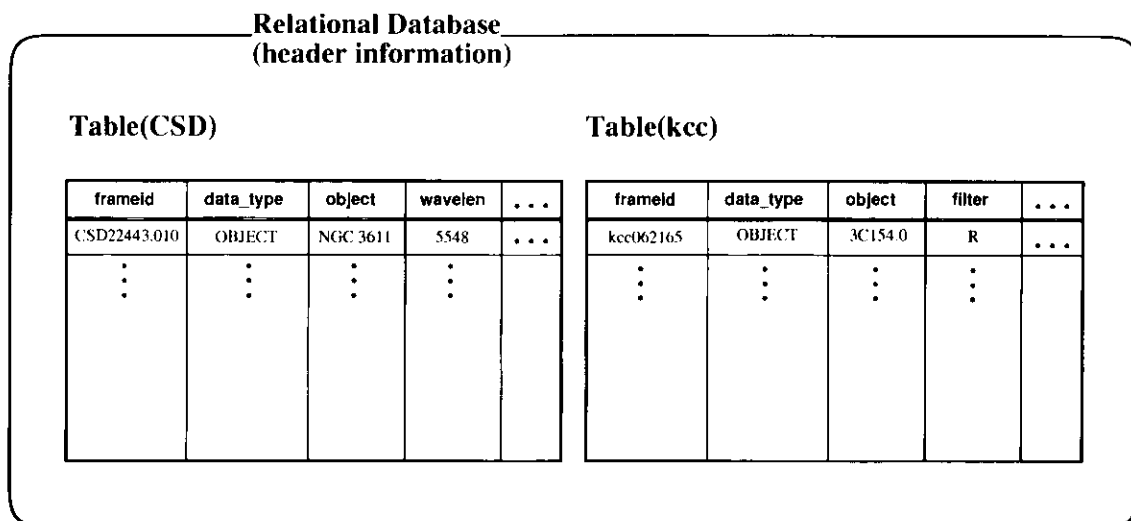 Relational Database
(header information)
Table(CSD)
Table(kcc)
frameid data_type object wavelen ...
CSD22443.010 OBJECT NGC 3611 5548 ...
frameid data_type object filter ...
kcc062165 OBJECT 3C154.0 R ...